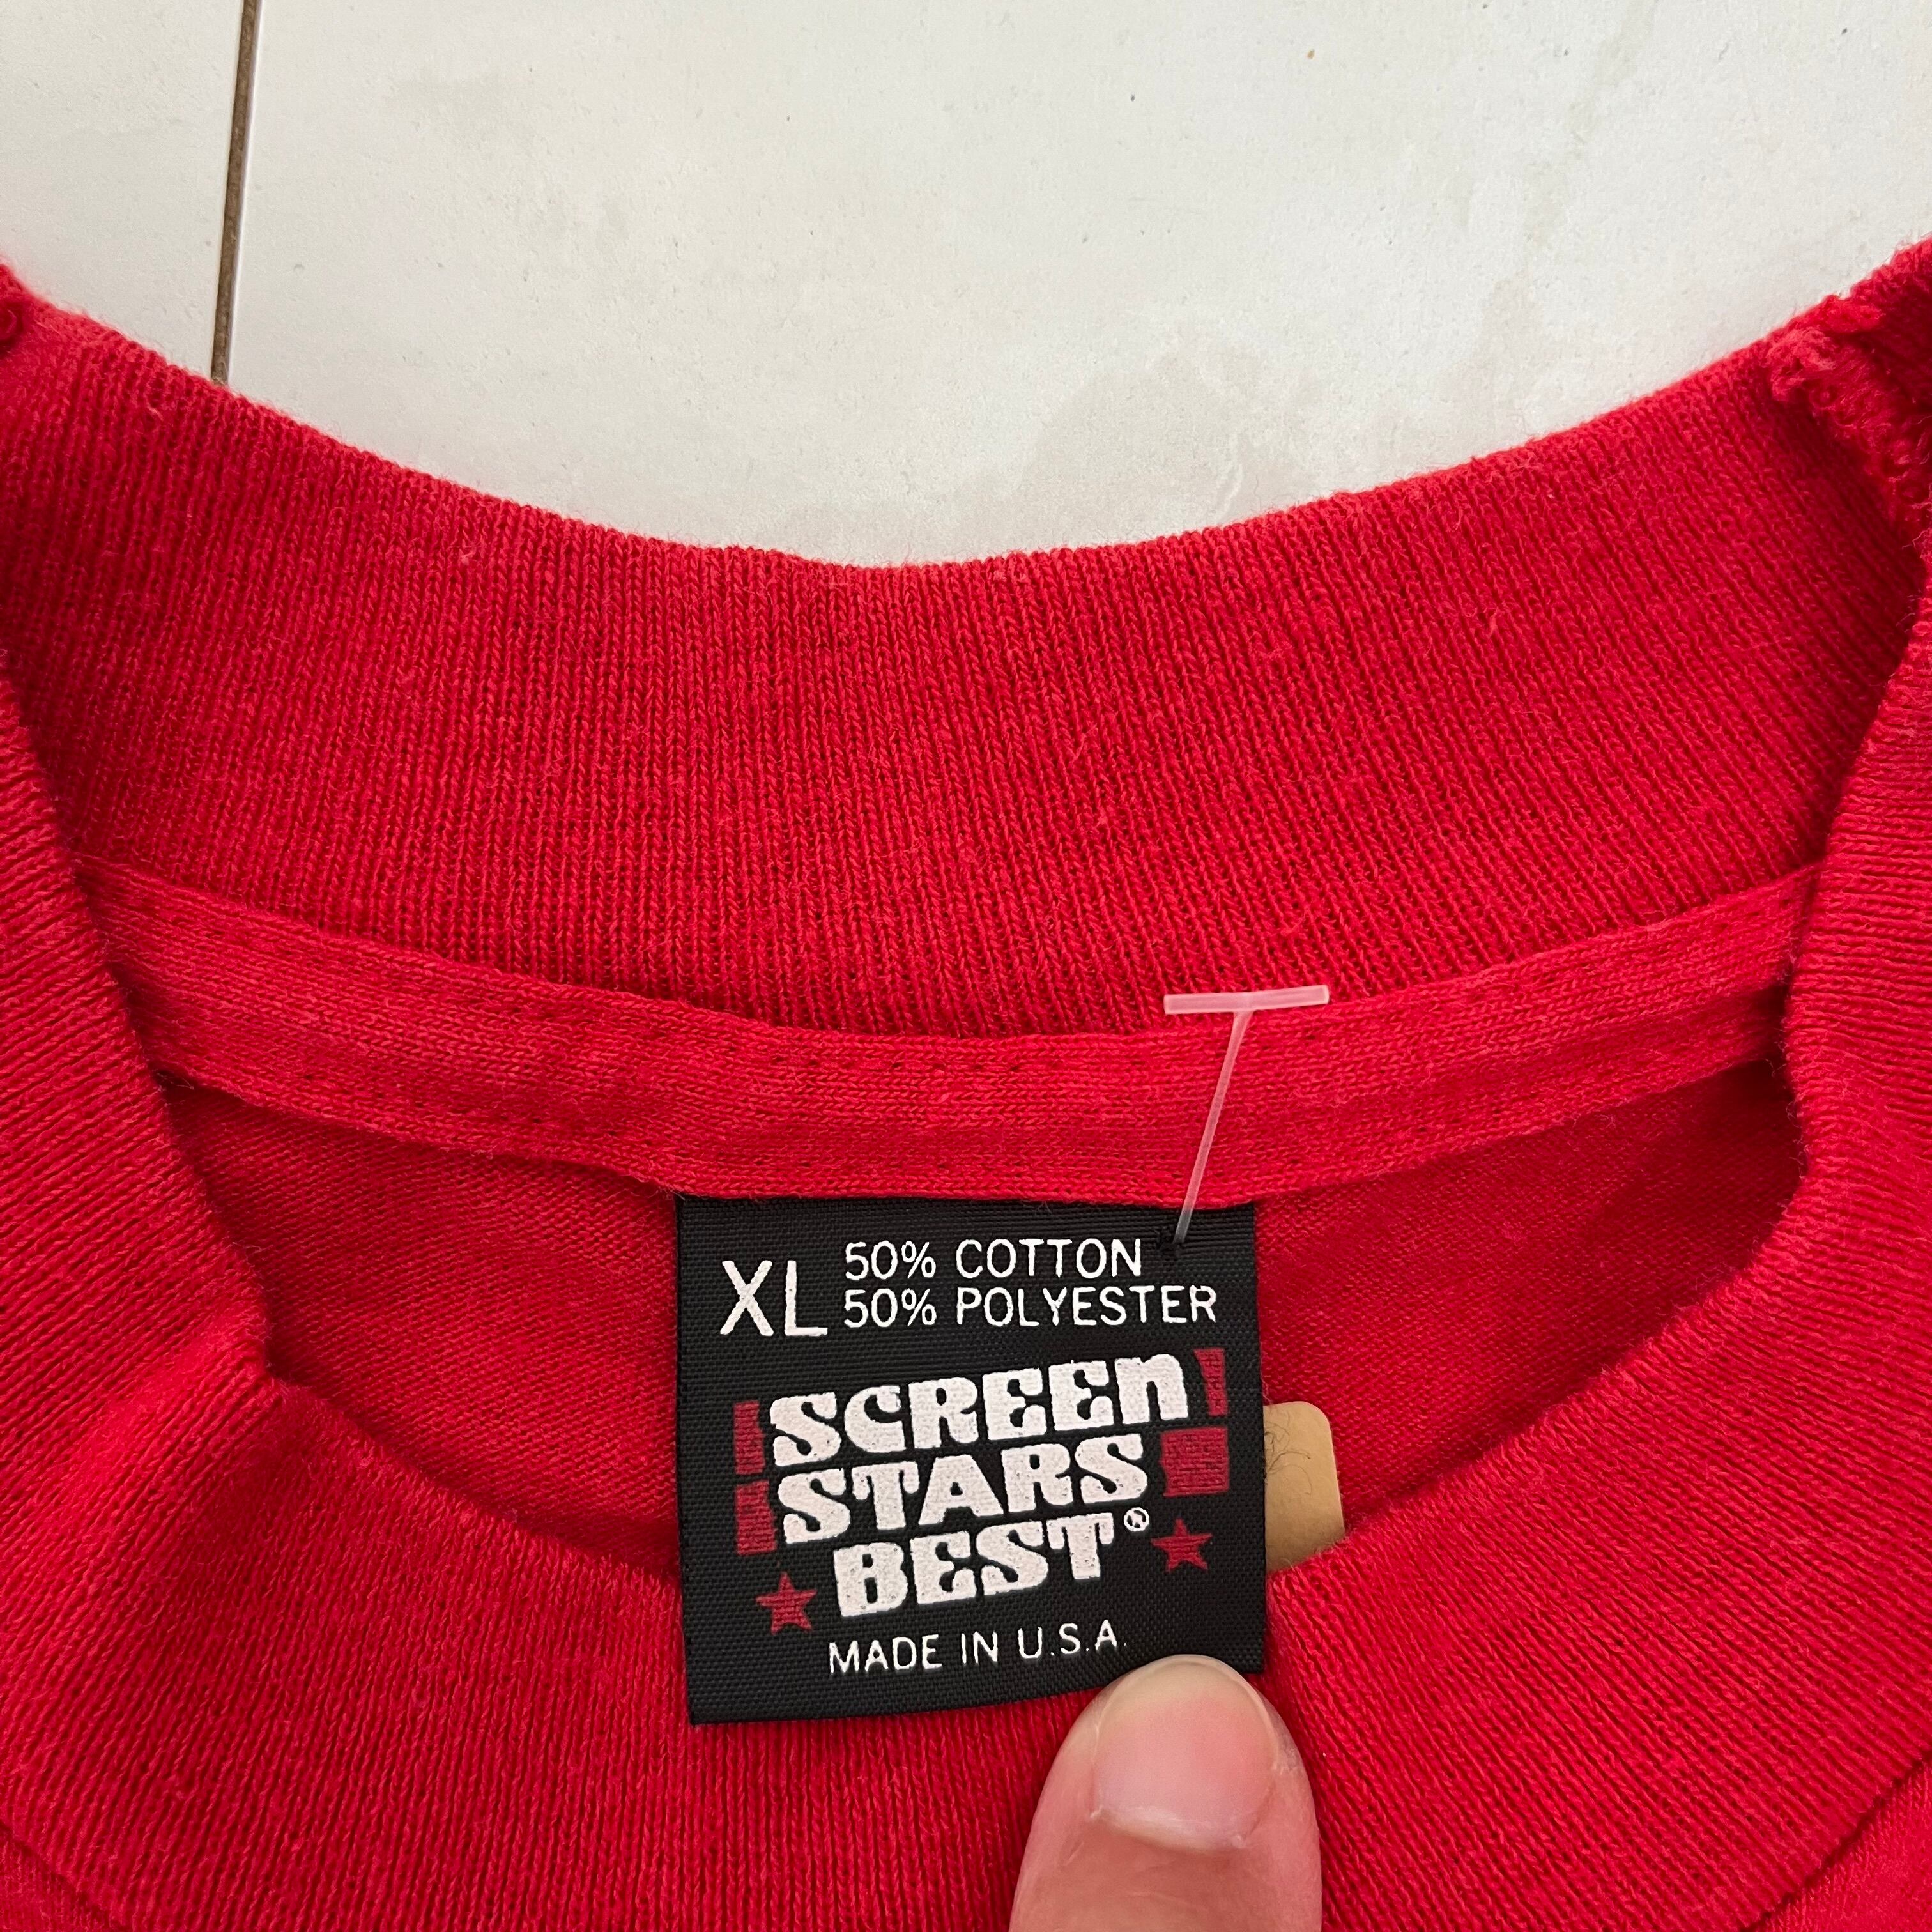 XL 50% COTTON
50% POLYESTER
SCREEN
STARS
BEST®
MADE IN U.S.A.